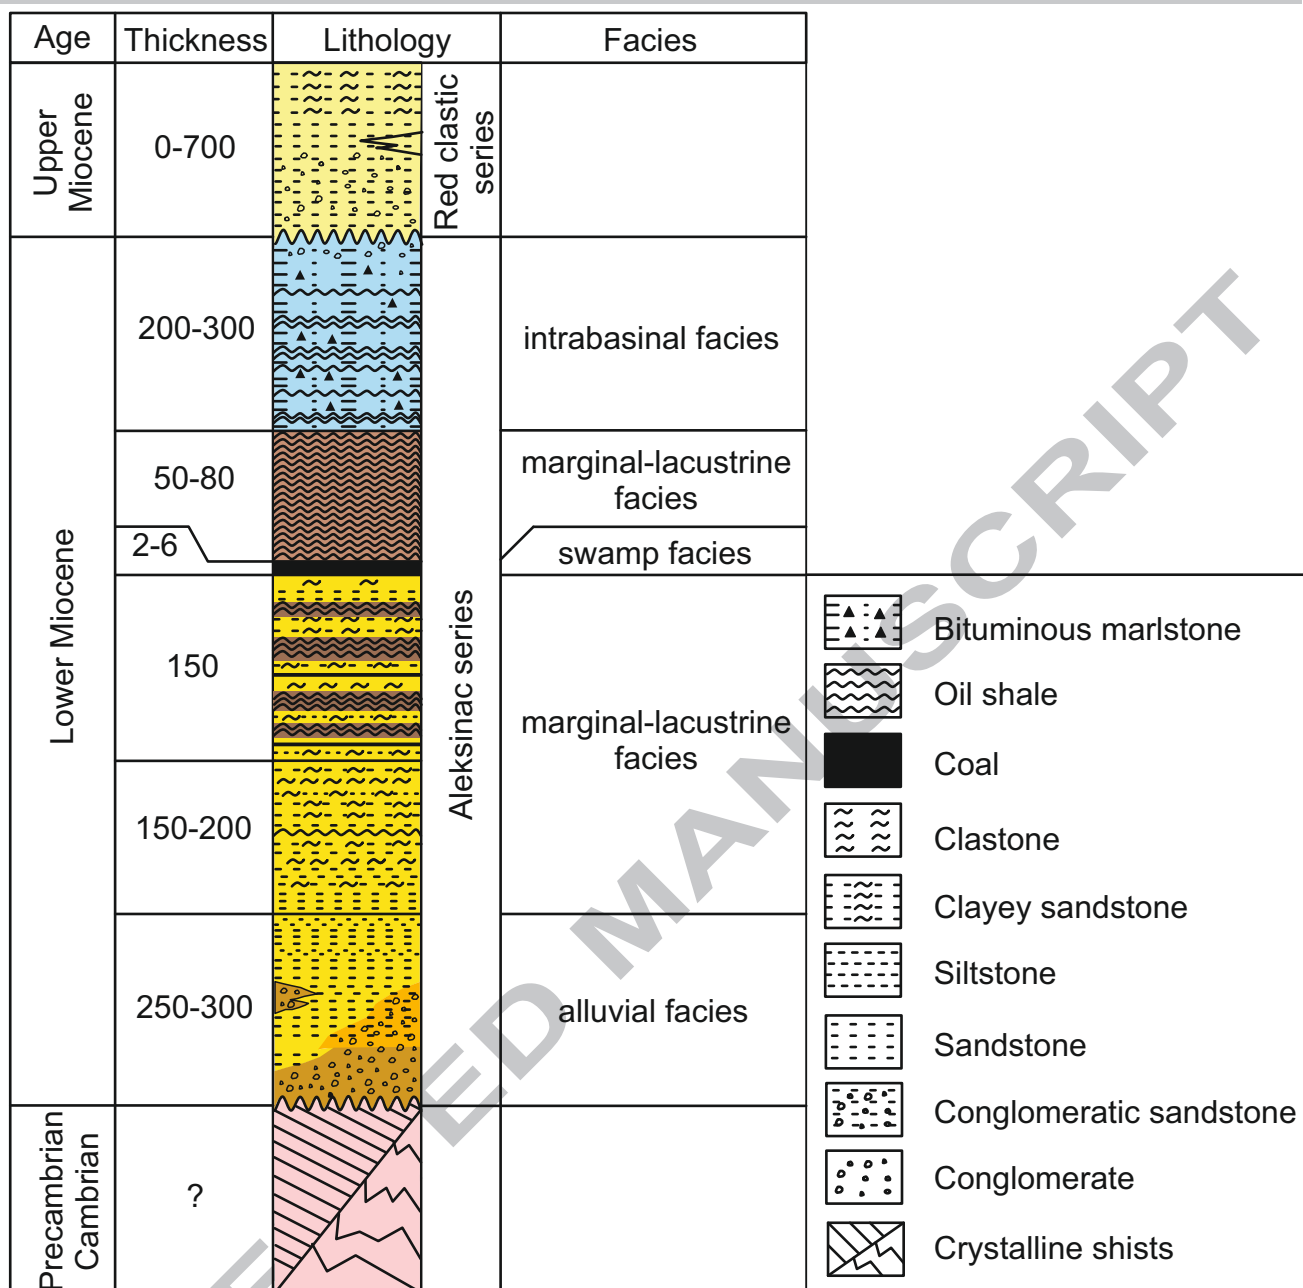 Age Thickness Lithology Facies
Upper
Miocene
0-700
Red clastic
series
Lower Miocene
Aleksinac series
200-300
intrabasinal facies
50-80
marginal-lacustrine
facies
2-6
swamp facies
150
marginal-lacustrine
facies
150-200
250-300
alluvial facies
Precambrian
Cambrian
?
Bituminous marlstone
Oil shale
Coal
Clastone
Clayey sandstone
Siltstone
Sandstone
Conglomeratic sandstone
Conglomerate
Crystalline shists
ED MANUSCRIPT